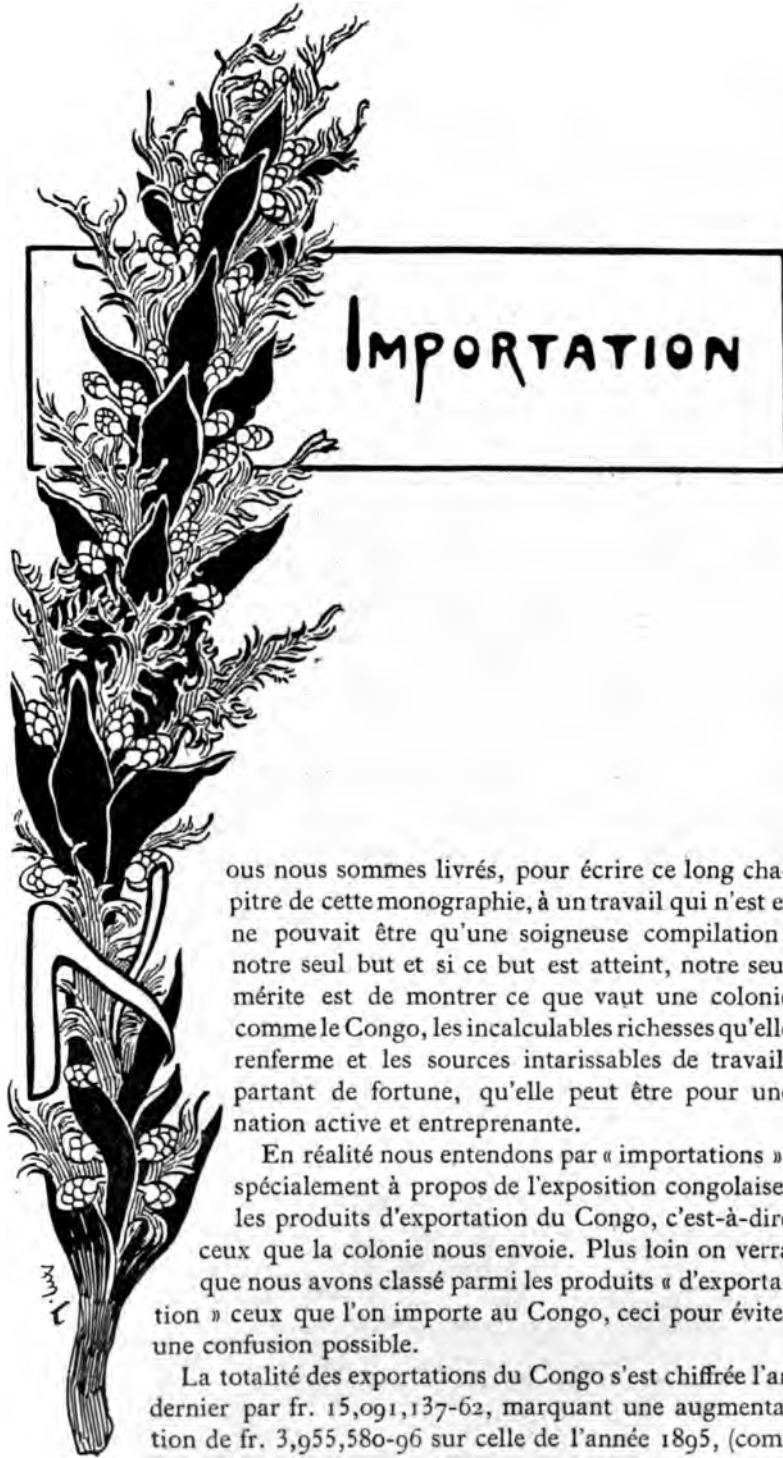 IMPORTATION
Nous nous sommes livrés, pour écrire ce long cha-
pitre de cette monographie, à un travail qui n'est e
ne pouvait être qu'une soigneuse compilation
notre seul but et si ce but est atteint, notre seu
mérite est de montrer ce que vaut une colonie
comme le Congo, les incalculables richesses qu'elle
renferme et les sources intarissables de travail
partant de fortune, qu'elle peut être pour une
nation active et entreprenante.
En réalité nous entendons par « importations »
spécialement à propos de l'exposition congolaise
les produits d'exportation du Congo, c'est-à-dire
ceux que la colonie nous envoie. Plus loin on verra
que nous avons classé parmi les produits « d'exporta-
tion » ceux que l'on importe au Congo, ceci pour évite
une confusion possible.
La totalité des exportations du Congo s'est chiffrée l'an
dernier par fr. 15,091,137-62, marquant une augmenta-
tion de fr. 3,955,580-96 sur celle de l'année 1895, (com-